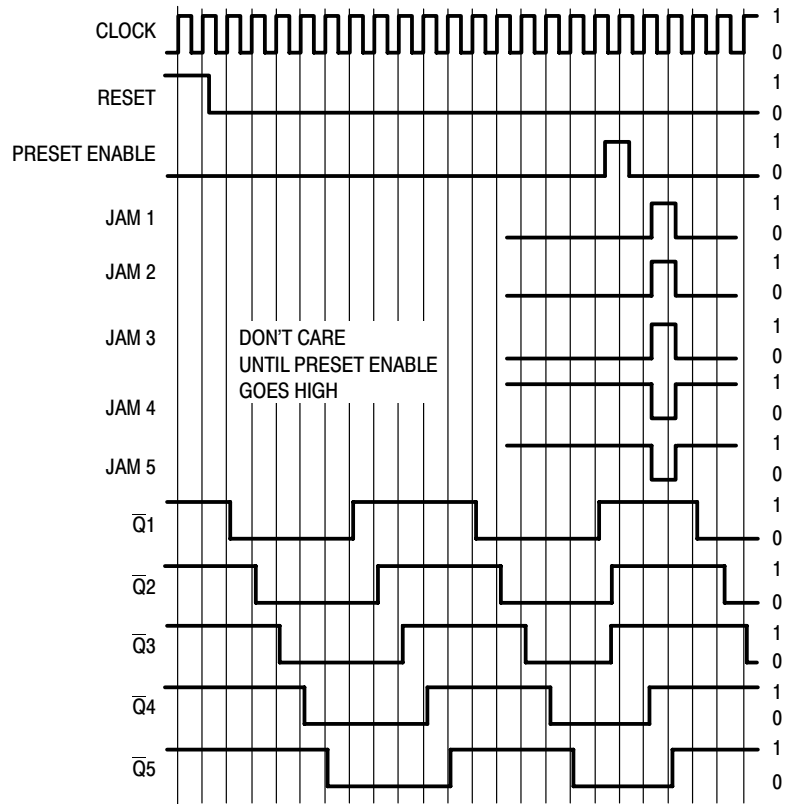 CLOCK 1
0
RESET 1
0
PRESET ENABLE 1
0
JAM 1 1
0
JAM 2 1
0
JAM 3 1
0
DON'T CARE
UNTIL PRESET ENABLE
GOES HIGH
JAM 4 1
0
JAM 5 1
0
Q̅1 1
0
Q̅2 1
0
Q̅3 1
0
Q̅4 1
0
Q̅5 1
0